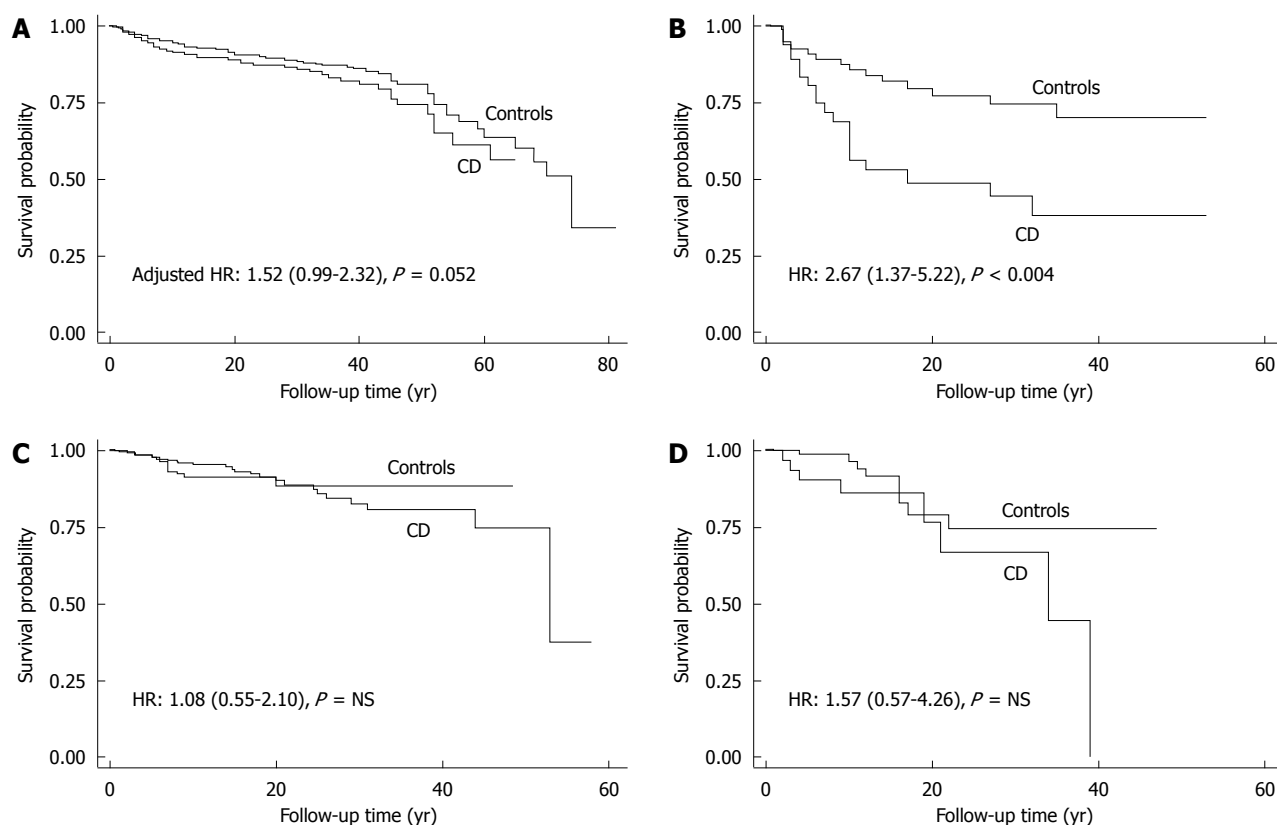 A
1.00
0.75
0.50
0.25
0.00
Survival probability
Controls
CD
Adjusted HR: 1.52 (0.99-2.32), P = 0.052
0
20
40
60
80
Follow-up time (yr)
B
1.00
0.75
0.50
0.25
0.00
Survival probability
Controls
CD
HR: 2.67 (1.37-5.22), P < 0.004
0
20
40
60
Follow-up time (yr)
C
1.00
0.75
0.50
0.25
0.00
Survival probability
Controls
CD
HR: 1.08 (0.55-2.10), P = NS
0
20
40
60
Follow-up time (yr)
D
1.00
0.75
0.50
0.25
0.00
Survival probability
Controls
CD
HR: 1.57 (0.57-4.26), P = NS
0
20
40
60
Follow-up time (yr)